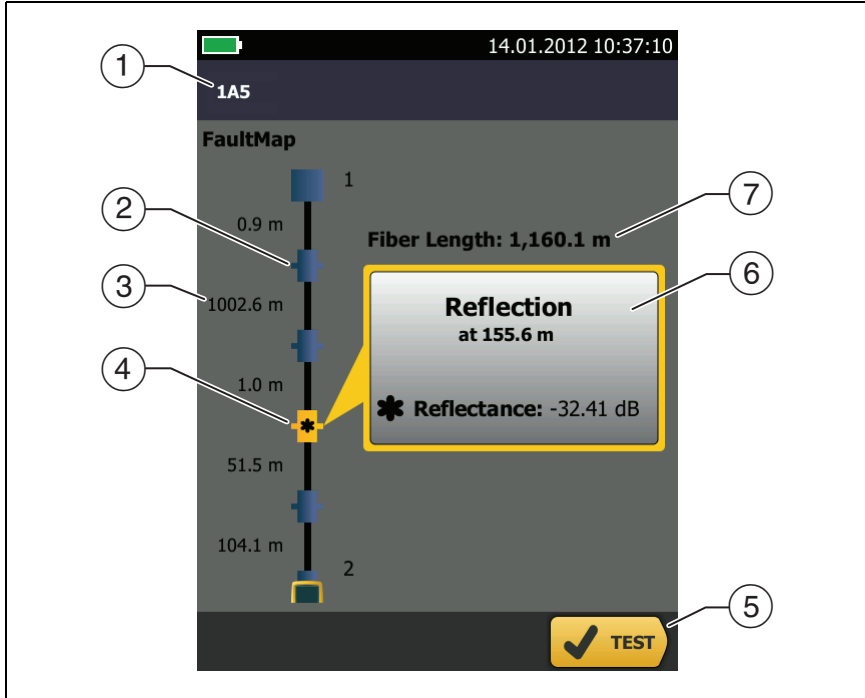 14.01.2012 10:37:10
1
1A5
FaultMap
1
2
0.9 m
Fiber Length: 1,160.1 m
7
3
1002.6 m
Reflection
at 155.6 m
6
4
1.0 m
✱ Reflectance: -32.41 dB
51.5 m
104.1 m
2
5
TEST